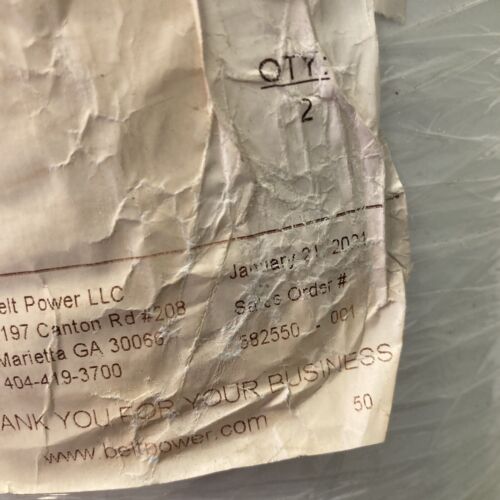 QTY:
2
January 21, 2021
elt Power LLC
Sales Order #
197 Canton Rd #208
582550 - 001
Marietta GA 30066
404-419-3700
ANK YOU FOR YOUR BUSINESS
www.beltpower.com
50